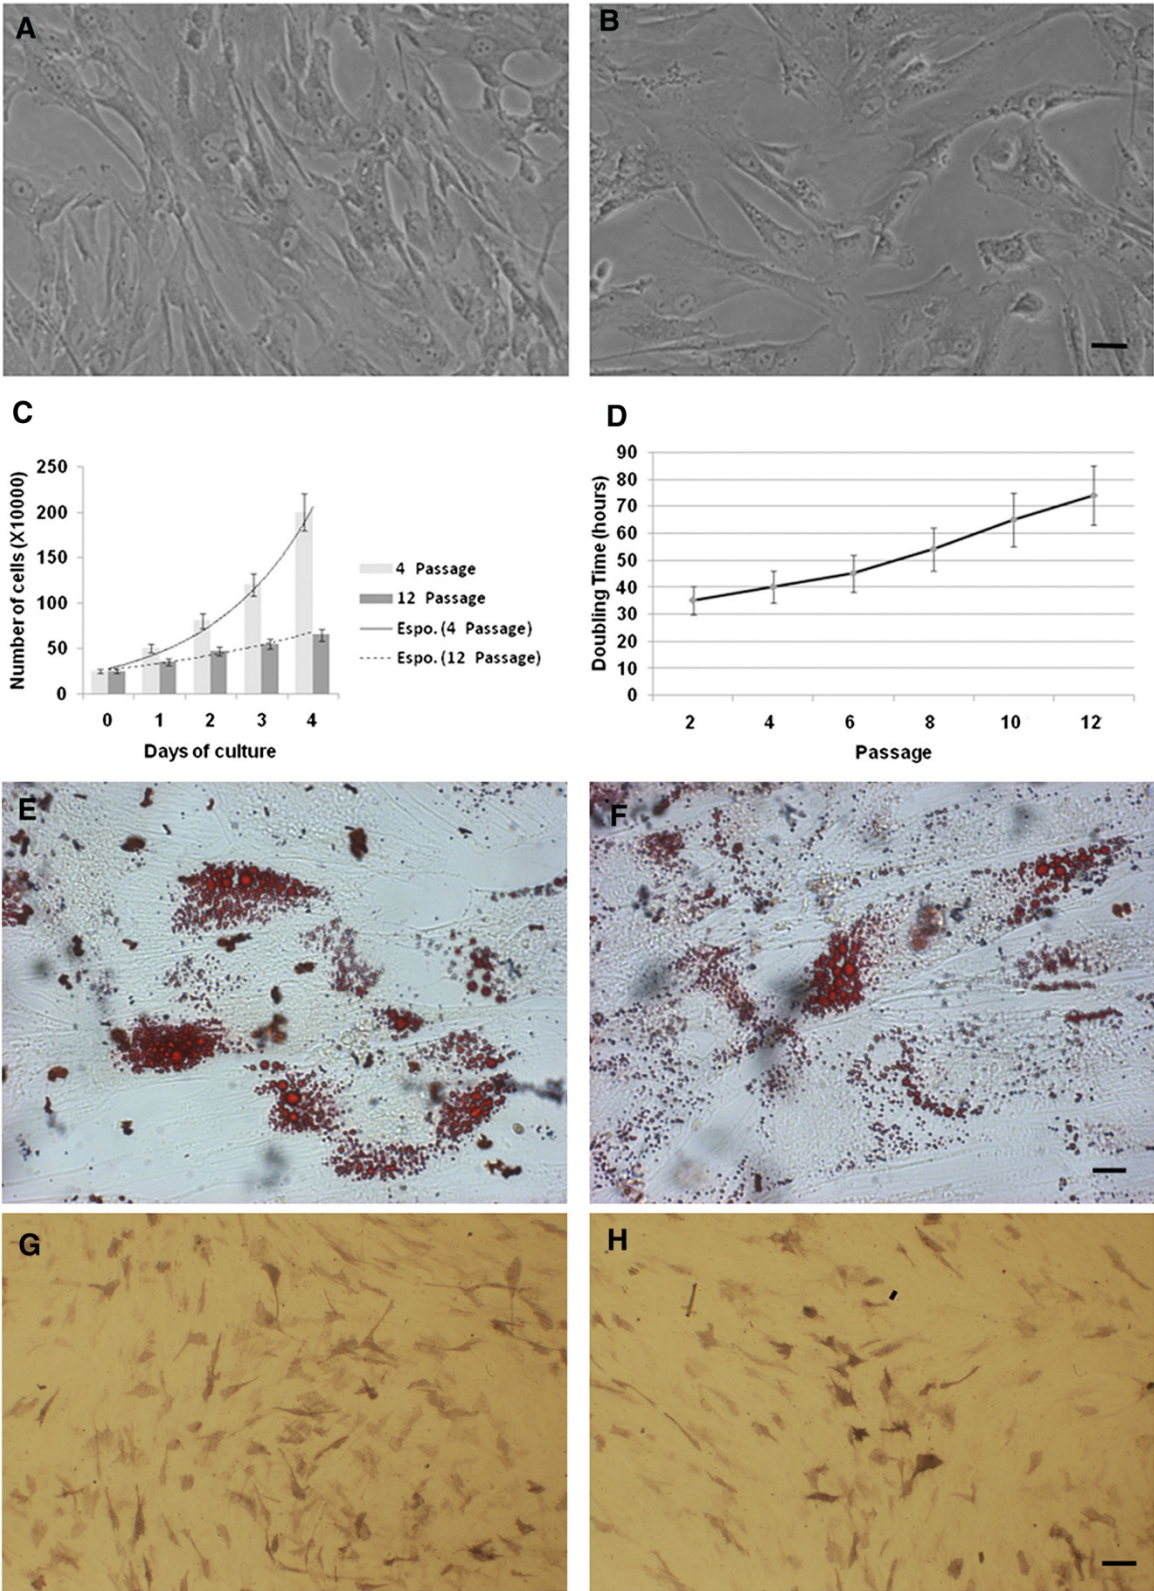 A
B
C
D
Number of cells (X10000)
250
200
150
100
50
0
0 1 2 3 4
Days of culture
4 Passage
12 Passage
Espo. (4 Passage)
Espo. (12 Passage)
Doubling Time (hours)
90
80
70
60
50
40
30
20
10
0
2 4 6 8 10 12
Passage
E
F
G
H